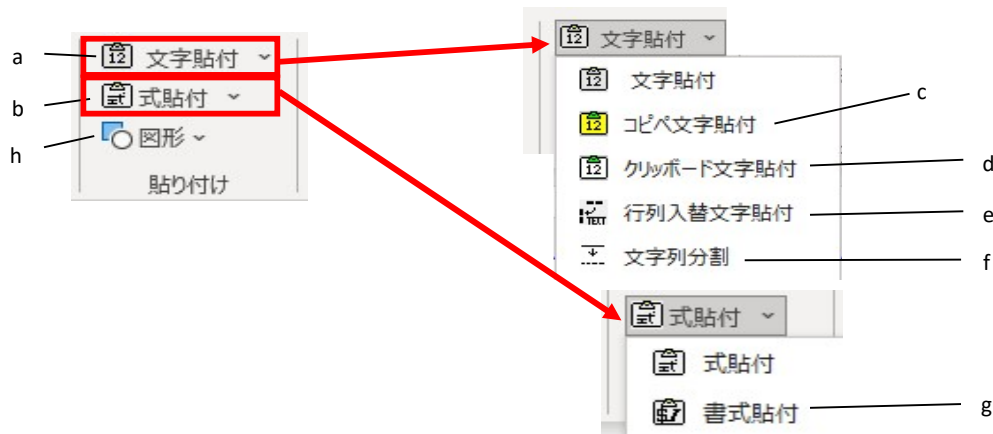 a 文字貼付
b 式貼付
h 図形
貼り付け
文字貼付
文字貼付
コピペ文字貼付 c
クリッボード文字貼付 d
行列入替文字貼付 e
文字列分割 f
式貼付
式貼付
書式貼付 g